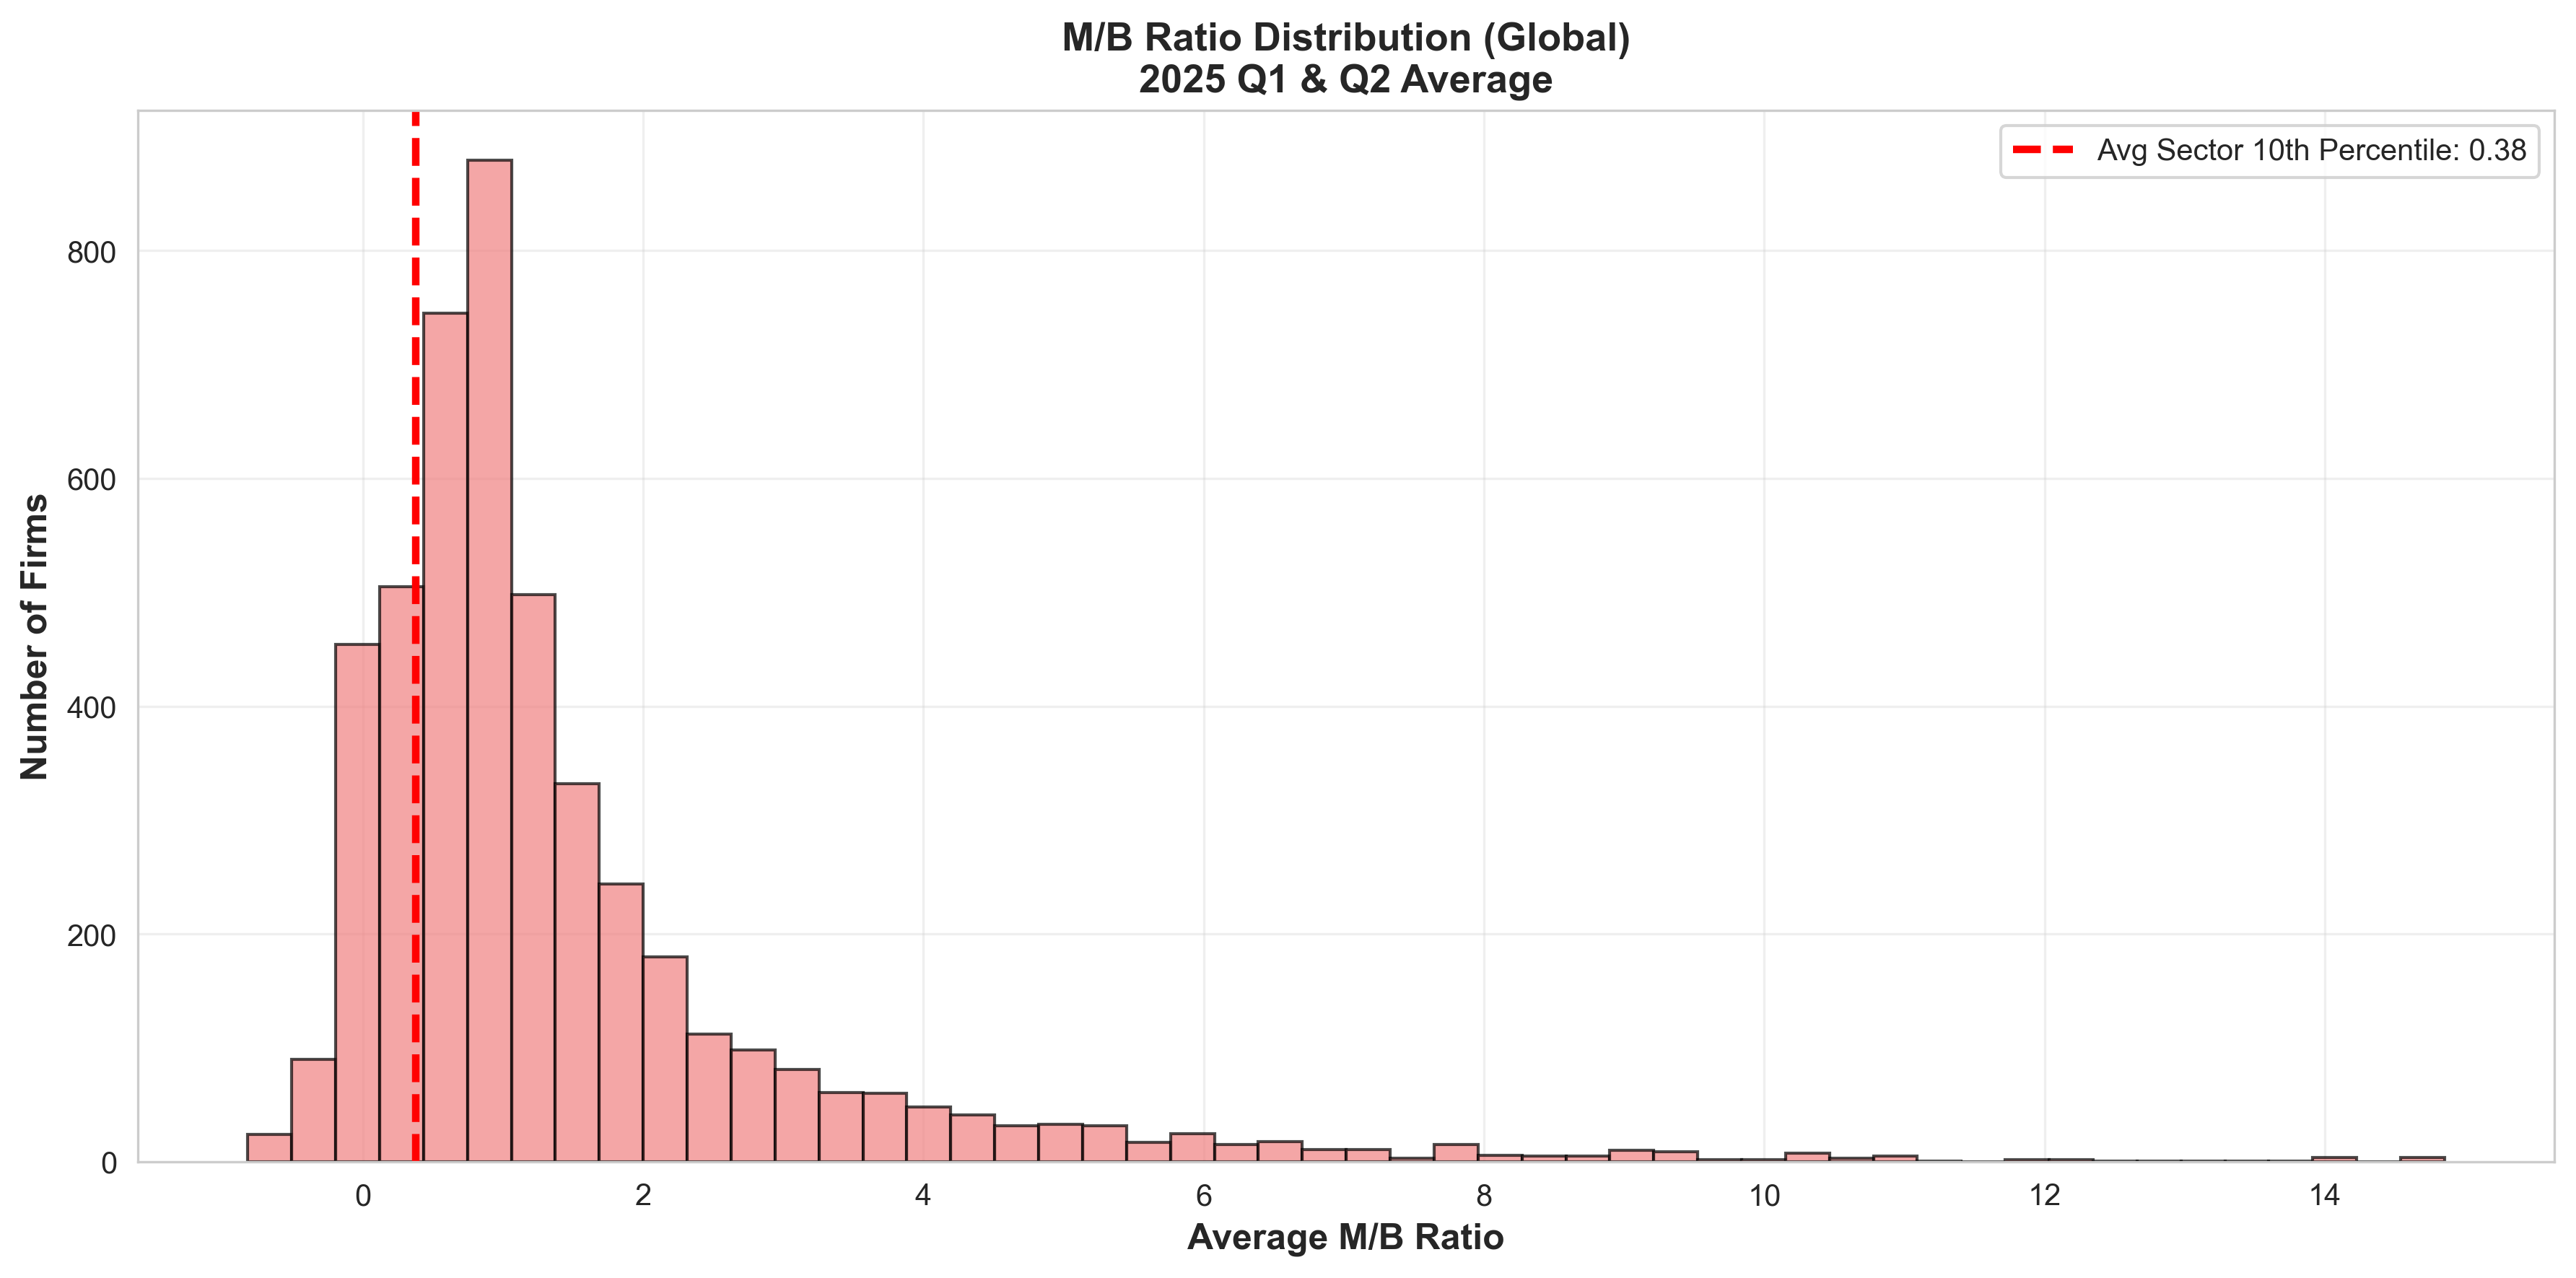 M/B Ratio Distribution (Global)
2025 Q1 & Q2 Average
Avg Sector 10th Percentile: 0.38
Number of Firms
800
600
400
200
0
0 2 4 6 8 10 12 14
Average M/B Ratio